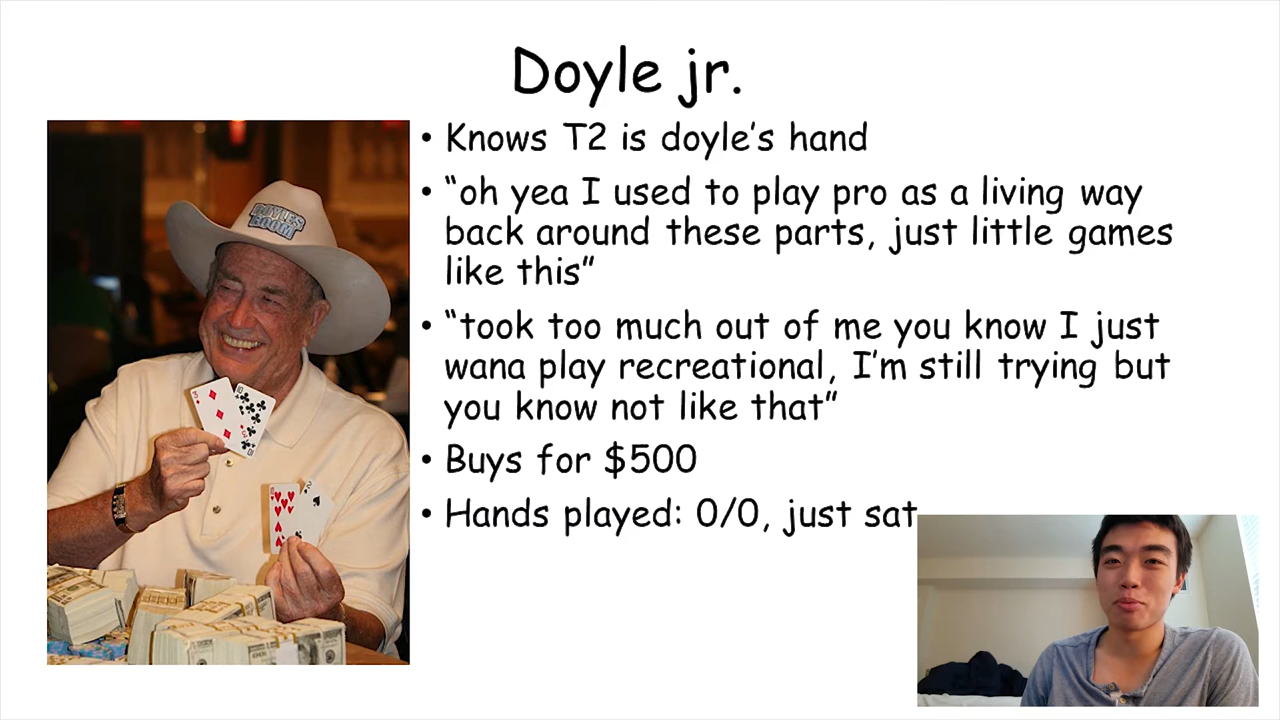 Doyle jr.
• Knows T2 is doyle's hand
• "oh yea I used to play pro as a living way
back around these parts, just little games
like this"
• "took too much out of me you know I just
wana play recreational, I'm still trying but
you know not like that"
• Buys for $500
• Hands played: 0/0, just sat
DOYLES
ROOM